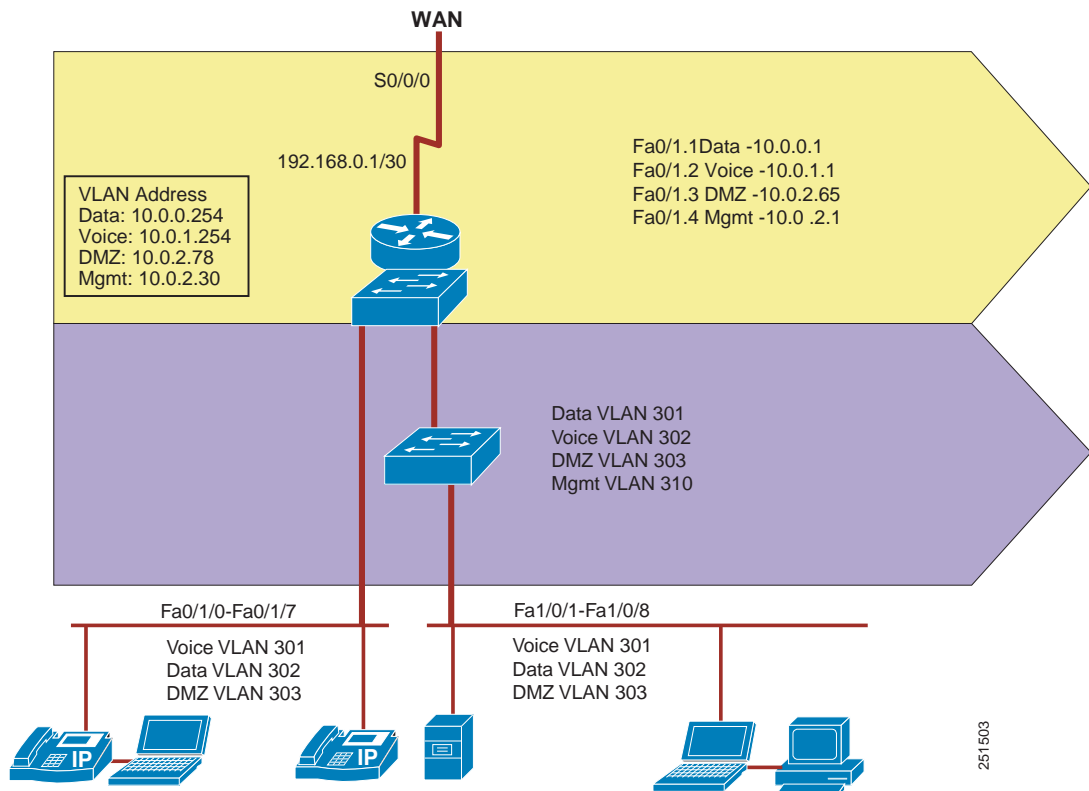 WAN
S0/0/0
192.168.0.1/30
Fa0/1.1Data -10.0.0.1
Fa0/1.2 Voice -10.0.1.1
Fa0/1.3 DMZ -10.0.2.65
Fa0/1.4 Mgmt -10.0 .2.1
VLAN Address
Data: 10.0.0.254
Voice: 10.0.1.254
DMZ: 10.0.2.78
Mgmt: 10.0.2.30
Data VLAN 301
Voice VLAN 302
DMZ VLAN 303
Mgmt VLAN 310
Fa0/1/0-Fa0/1/7
Voice VLAN 301
Data VLAN 302
DMZ VLAN 303
Fa1/0/1-Fa1/0/8
Voice VLAN 301
Data VLAN 302
DMZ VLAN 303
IP
IP
251503